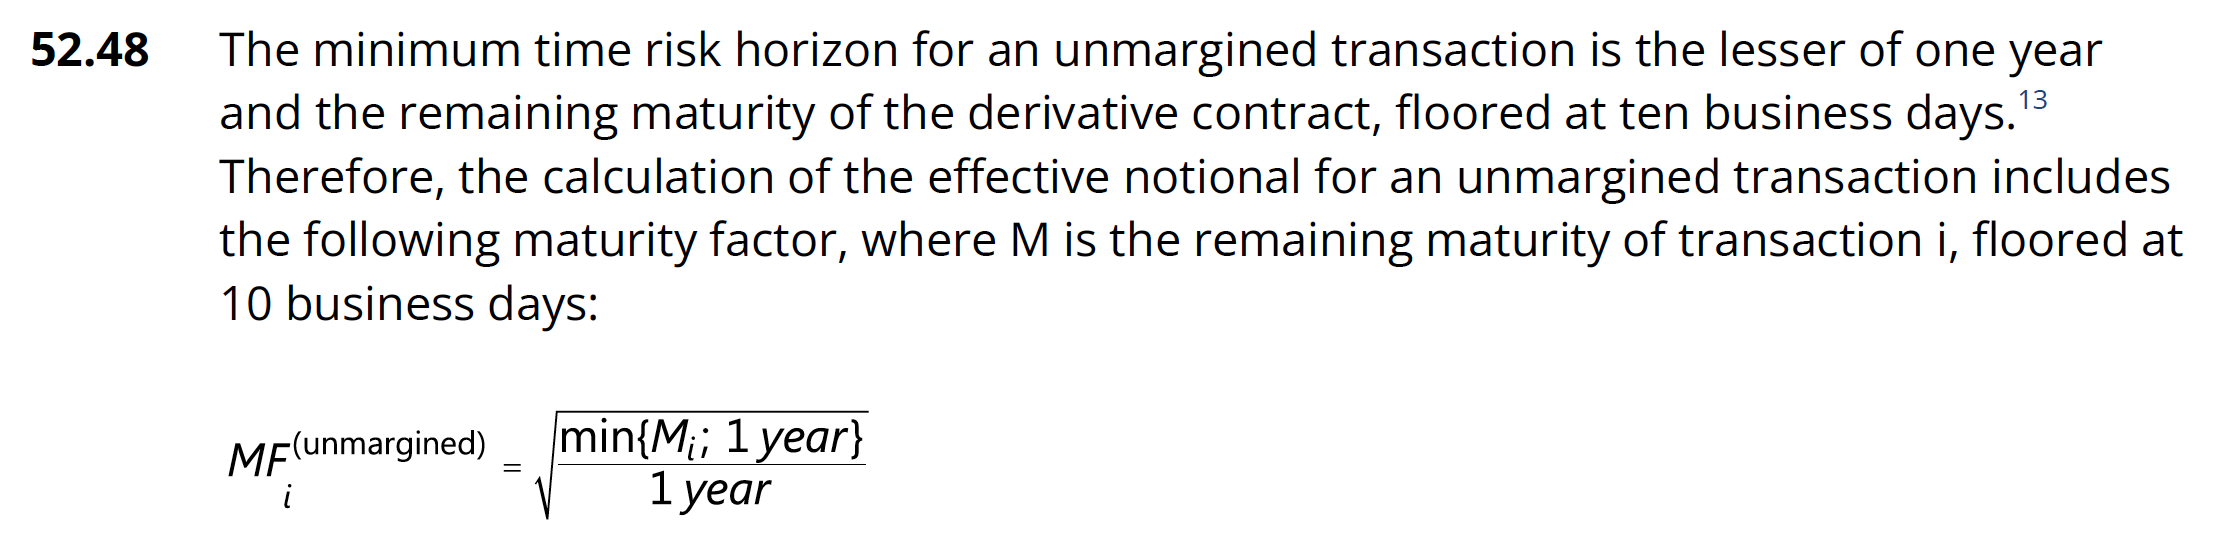 52.48 The minimum time risk horizon for an unmargined transaction is the lesser of one year
and the remaining maturity of the derivative contract, floored at ten business days.13
Therefore, the calculation of the effective notional for an unmargined transaction includes
the following maturity factor, where M is the remaining maturity of transaction i, floored at
10 business days:
MF_i^(unmargined) = √(min{M_i; 1 year} / 1 year)